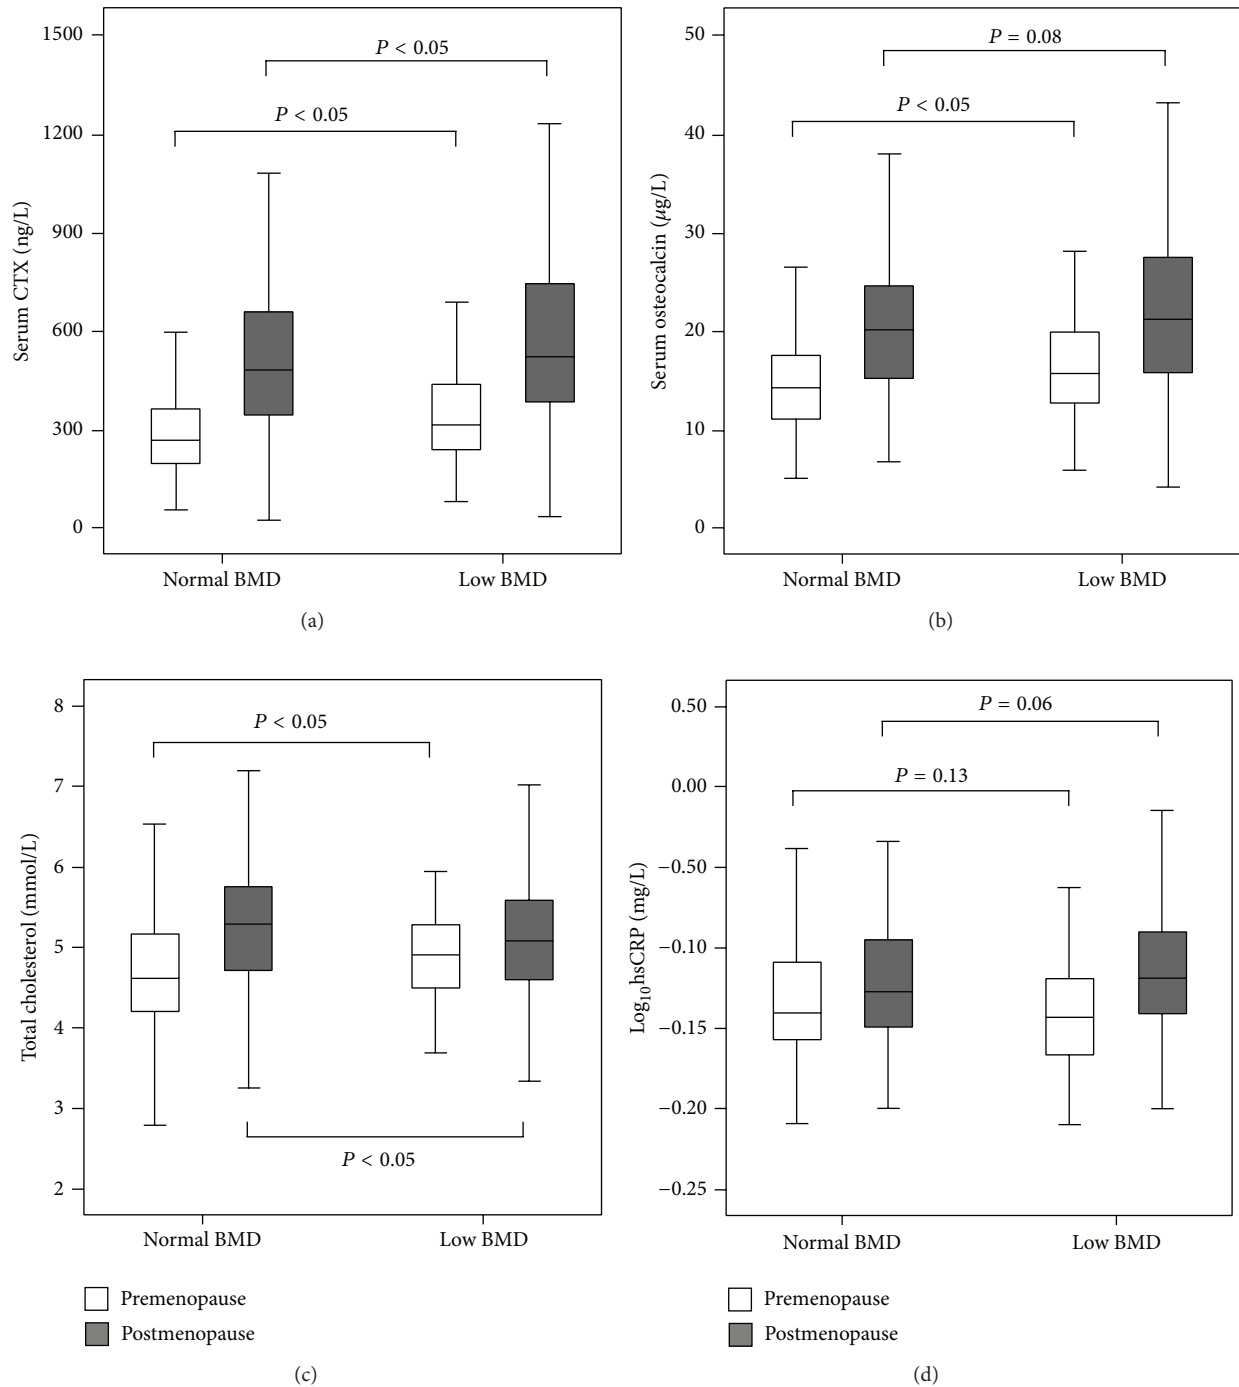 1500
1200
900
600
300
0
Serum CTX (ng/L)
P < 0.05
P < 0.05
Normal BMD
Low BMD
(a)
50
40
30
20
10
0
Serum osteocalcin (μg/L)
P = 0.08
P < 0.05
Normal BMD
Low BMD
(b)
8
7
6
5
4
3
2
Total cholesterol (mmol/L)
P < 0.05
P < 0.05
Normal BMD
Low BMD
Premenopause
Postmenopause
(c)
0.50
0.00
−0.50
−0.10
−0.15
−0.20
−0.25
Log₁₀hsCRP (mg/L)
P = 0.06
P = 0.13
Normal BMD
Low BMD
Premenopause
Postmenopause
(d)